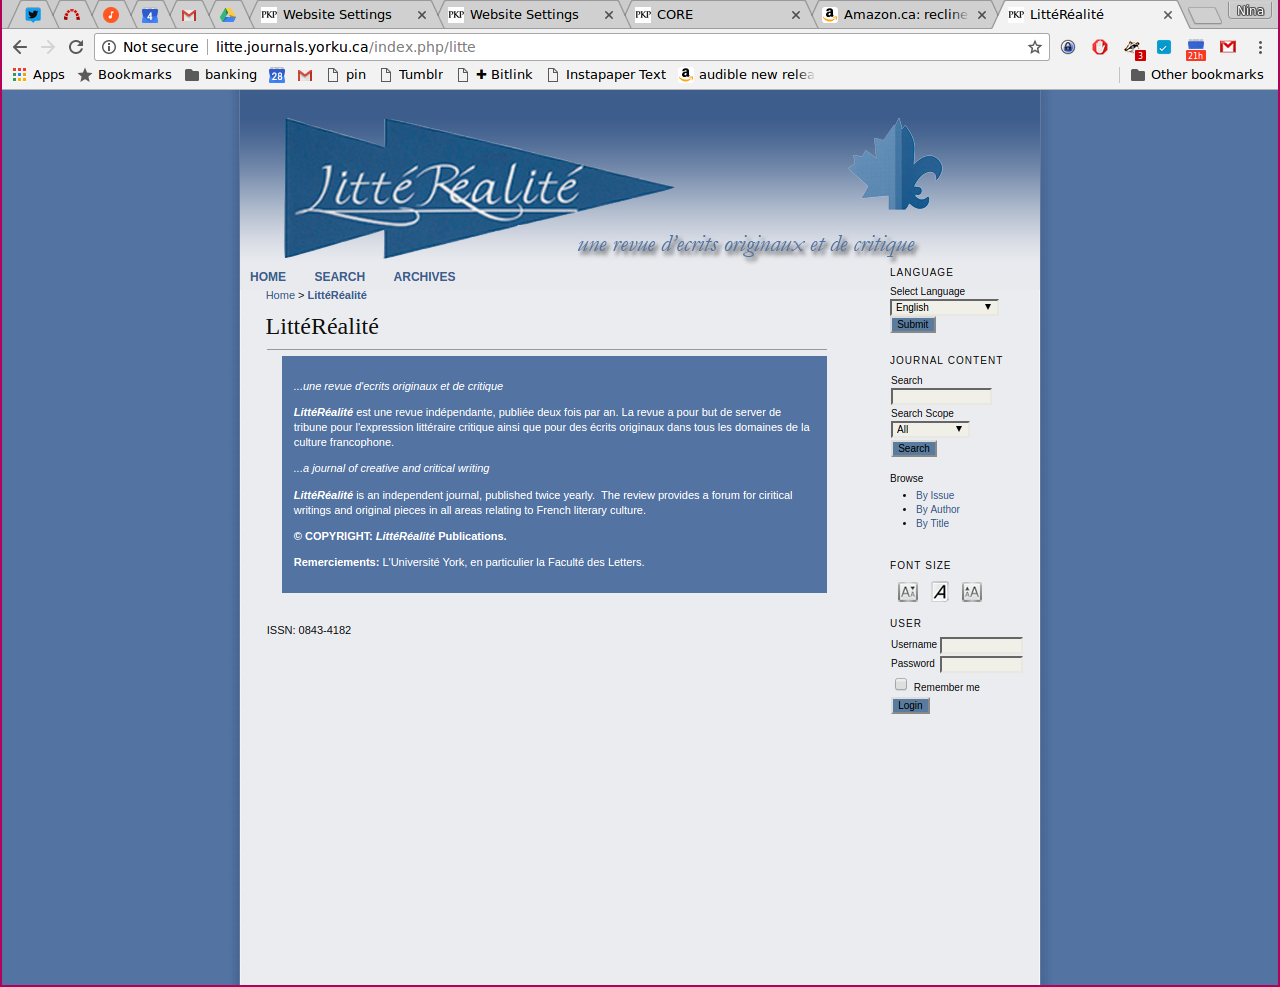 Website Settings
Website Settings
CORE
Amazon.ca: recline
LittéRéalité
Nina
Not secure litte.journals.yorku.ca/index.php/litte
3
21h
Apps Bookmarks banking 28 pin Tumblr + Bitlink Instapaper Text audible new relea Other bookmarks
LittéRéalité
une revue d'ecrits originaux et de critique
HOME SEARCH ARCHIVES
Home > LittéRéalité
LittéRéalité
...une revue d'ecrits originaux et de critique
LittéRéalité est une revue indépendante, publiée deux fois par an. La revue a pour but de server de
tribune pour l'expression littéraire critique ainsi que pour des écrits originaux dans tous les domaines de la
culture francophone.
...a journal of creative and critical writing
LittéRéalité is an independent journal, published twice yearly.  The review provides a forum for ciritical
writings and original pieces in all areas relating to French literary culture.
© COPYRIGHT: LittéRéalité Publications.
Remerciements: L'Université York, en particulier la Faculté des Letters.
ISSN: 0843-4182
LANGUAGE
Select Language
English
Submit
JOURNAL CONTENT
Search
Search Scope
All
Search
Browse
By Issue
By Author
By Title
FONT SIZE
A A A
USER
Username
Password
Remember me
Login